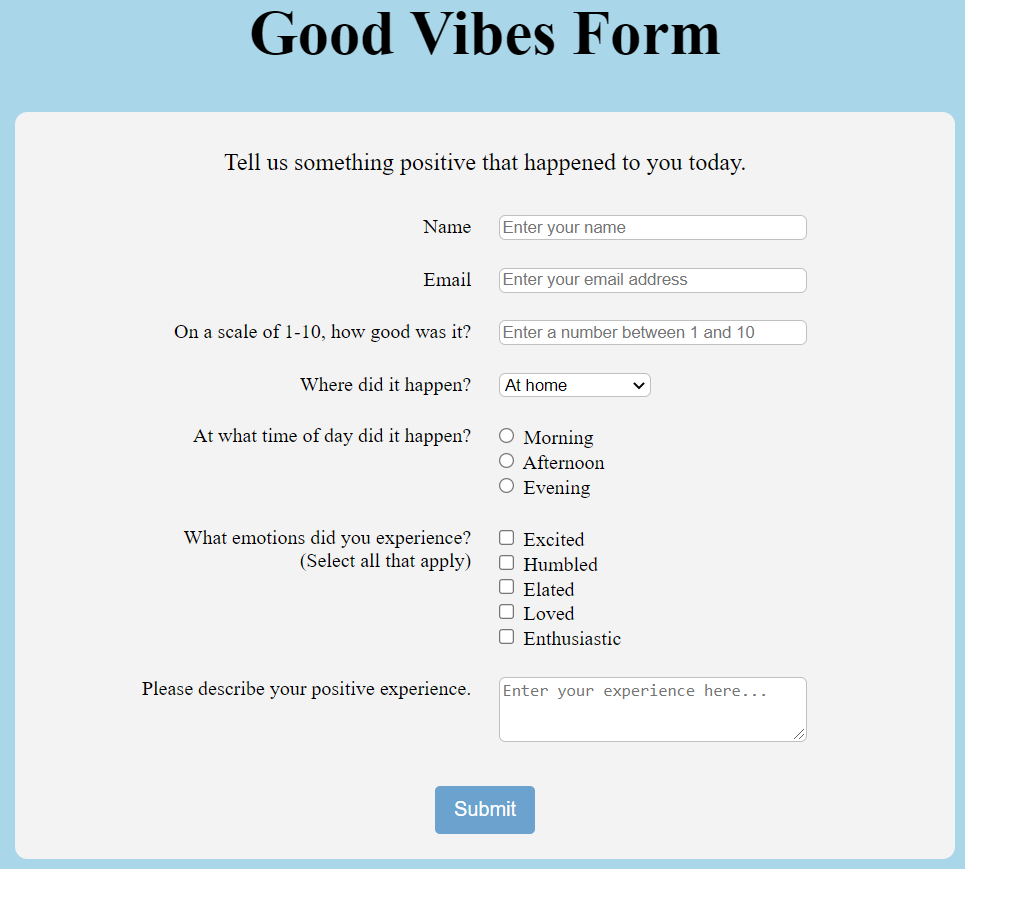 Good Vibes Form
Tell us something positive that happened to you today.
Name Enter your name
Email Enter your email address
On a scale of 1-10, how good was it? Enter a number between 1 and 10
Where did it happen? At home
At what time of day did it happen? Morning
Afternoon
Evening
What emotions did you experience? Excited
(Select all that apply) Humbled
Elated
Loved
Enthusiastic
Please describe your positive experience. Enter your experience here...
Submit